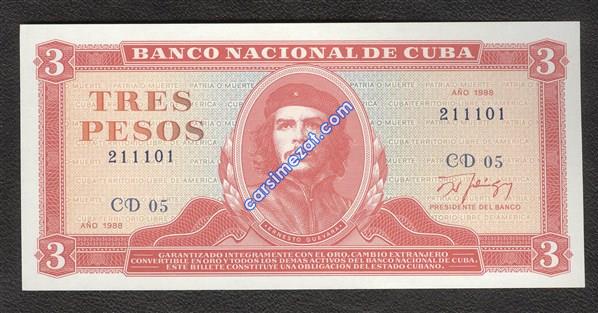 BANCO NACIONAL DE CUBA
3
3
TRES
PESOS
AÑO 1988
211101
211101
CD 05
CD 05
AÑO 1988
PRESIDENTE DEL BANCO
carsimezat.com
ERNESTO GUEVARA
PATRIA O MUERTE
CUBA TERRITORIO LIBRE DE AMERICA
3
3
GARANTIZADO INTEGRAMENTE CON EL ORO, CAMBIO EXTRANJERO
CONVERTIBLE EN ORO Y TODOS LOS DEMAS ACTIVOS DEL BANCO NACIONAL DE CUBA.
ESTE BILLETE CONSTITUYE UNA OBLIGACION DEL ESTADO CUBANO.